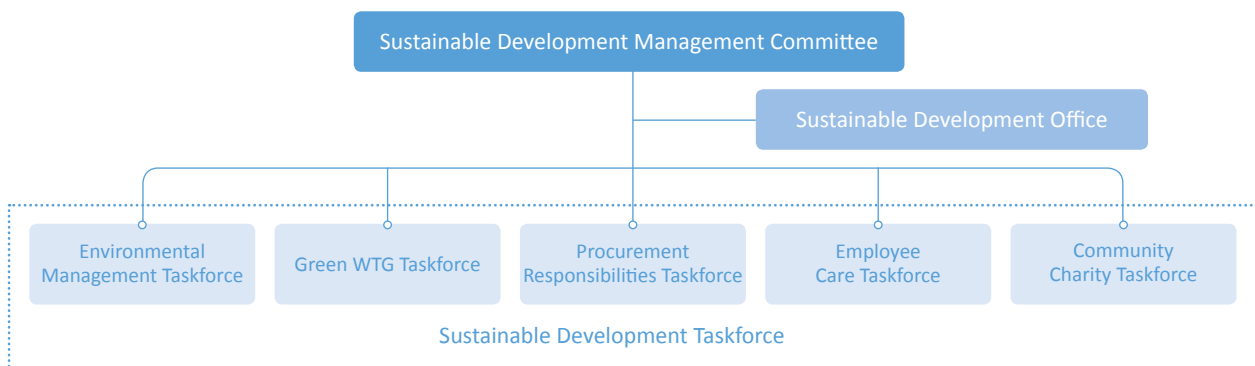 Sustainable Development Management Committee
Sustainable Development Office
Environmental
Management Taskforce
Green WTG Taskforce
Procurement
Responsibilities Taskforce
Employee
Care Taskforce
Community
Charity Taskforce
Sustainable Development Taskforce